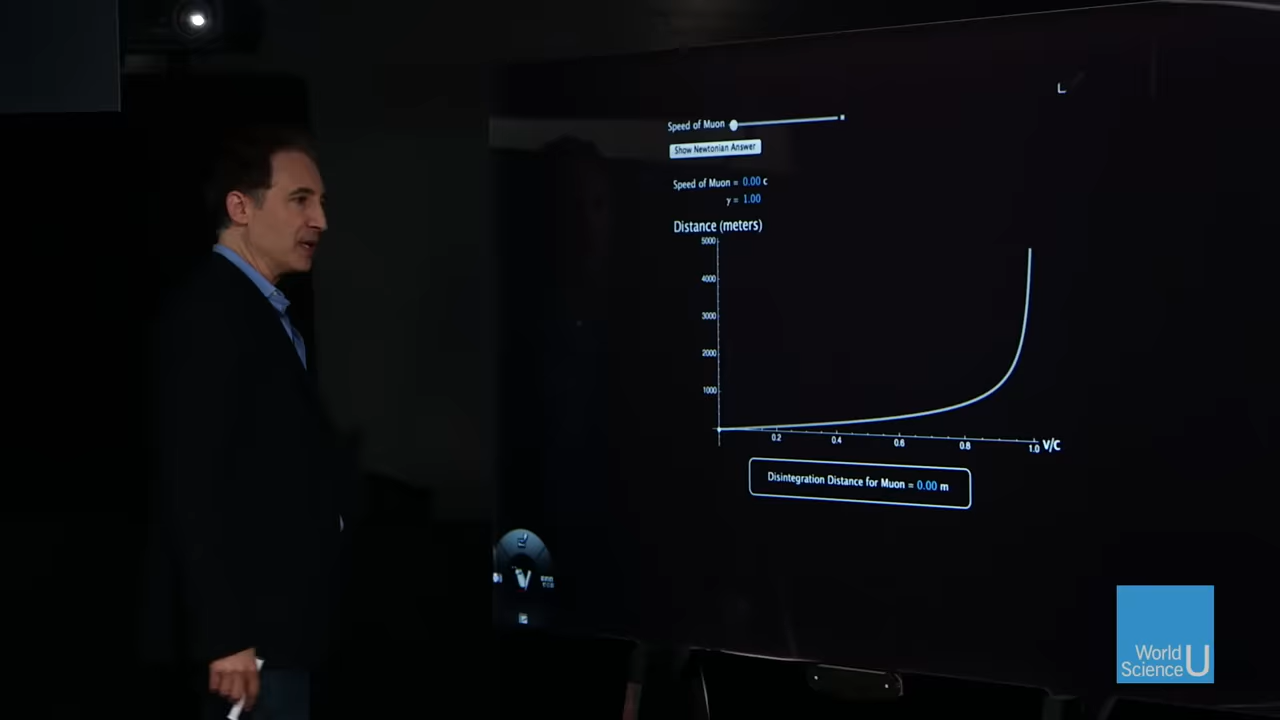 Speed of Muon
Show Newtonian Answer
Speed of Muon = 0.00 c
γ = 1.00
Distance (meters)
5000
4000
3000
2000
1000
0.2 0.4 0.6 0.8 1.0 V/C
Disintegration Distance for Muon = 0.00 m
World
Science U